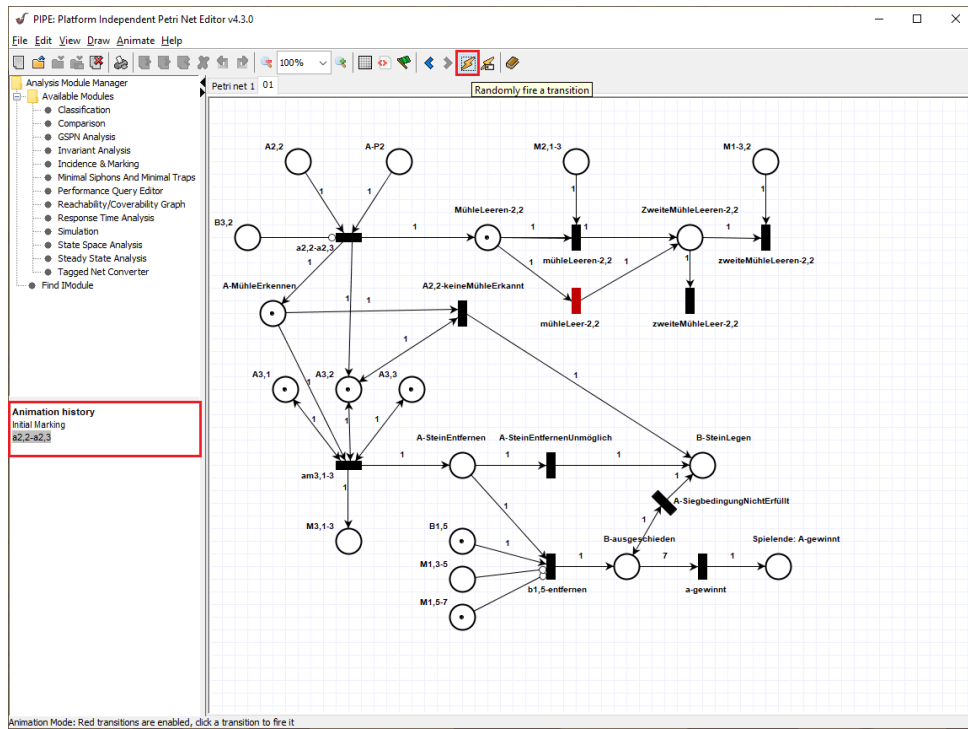 PIPE: Platform Independent Petri Net Editor v4.3.0
File Edit View Draw Animate Help
100%
Analysis Module Manager
Available Modules
Classification
Comparison
GSPN Analysis
Invariant Analysis
Incidence & Marking
Minimal Siphons And Minimal Traps
Performance Query Editor
Reachability/Coverability Graph
Response Time Analysis
Simulation
State Space Analysis
Steady State Analysis
Tagged Net Converter
Find IModule
Petri net 1 01
Randomly fire a transition
A2,2 A-P2 M2,1-3 M1-3,2
1 1 1 1
B3,2 MühleLeeren-2,2 ZweiteMühleLeeren-2,2
1 1 1 1
a2,2-a2,3 mühleLeeren-2,2 zweiteMühleLeeren-2,2
1 1 1 1
A-MühleErkennen A2,2-keineMühleErkannt
1 1 1
mühleLeer-2,2 zweiteMühleLeer-2,2
1
A3,1 A3,2 A3,3 1
1
1 1 1
A-SteinEntfernen A-SteinEntfernenUnmöglich B-SteinLegen
1 1 1
am3,1-3
1 1
A-SiegbedingungNichtErfüllt
1
M3,1-3 B1,5 1 1
B-ausgeschieden Spielende: A-gewinnt
M1,3-5 1 7 1
b1,5-entfernen a-gewinnt
M1,5-7
Animation history
Initial Marking
a2,2-a2,3
Animation Mode: Red transitions are enabled, click a transition to fire it